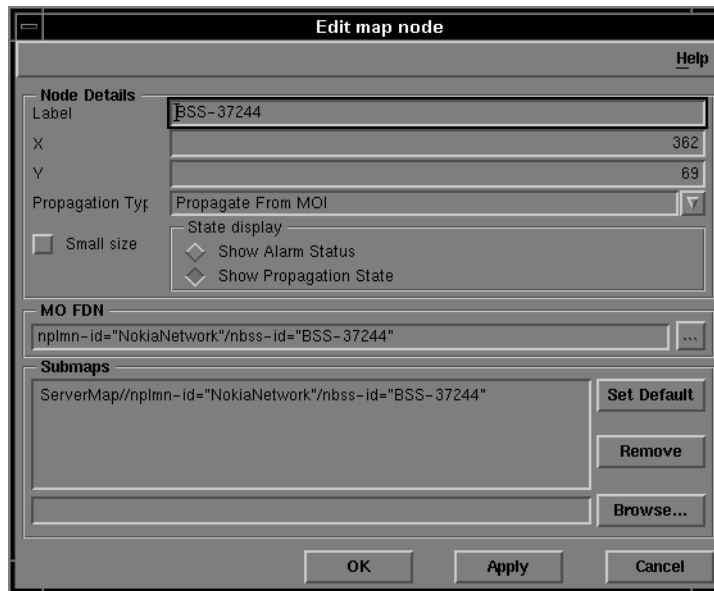 Edit map node
Help
Node Details
Label
BSS-37244
X
362
Y
69
Propagation Typ
Propagate From MOI
Small size
State display
Show Alarm Status
Show Propagation State
MO FDN
nplmn-id="NokiaNetwork"/nbss-id="BSS-37244"
...
Submaps
ServerMap//nplmn-id="NokiaNetwork"/nbss-id="BSS-37244"
Set Default
Remove
Browse...
OK
Apply
Cancel